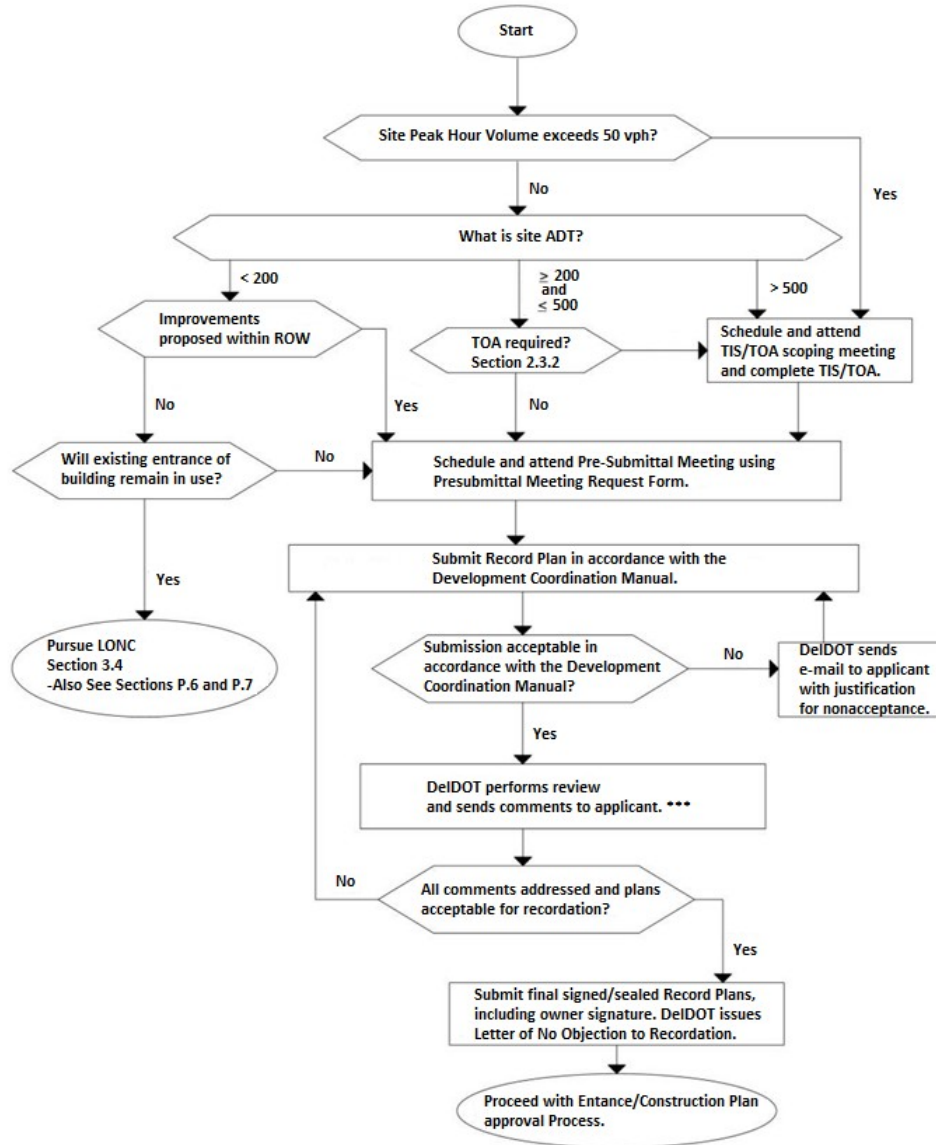 Start
Site Peak Hour Volume exceeds 50 vph?
No
Yes
What is site ADT?
< 200
≥ 200
and
≤ 500
> 500
Improvements
proposed within ROW
TOA required?
Section 2.3.2
Schedule and attend
TIS/TOA scoping meeting
and complete TIS/TOA.
No
Yes
No
Will existing entrance of
building remain in use?
No
Schedule and attend Pre-Submittal Meeting using
Presubmittal Meeting Request Form.
Submit Record Plan in accordance with the
Development Coordination Manual.
Yes
Pursue LONC
Section 3.4
-Also See Sections P.6 and P.7
Submission acceptable in
accordance with the Development
Coordination Manual?
No
DelDOT sends
e-mail to applicant
with justification
for nonacceptance.
Yes
DelDOT performs review
and sends comments to applicant. ***
No
All comments addressed and plans
acceptable for recordation?
Yes
Submit final signed/sealed Record Plans,
including owner signature. DelDOT issues
Letter of No Objection to Recordation.
Proceed with Entance/Construction Plan
approval Process.